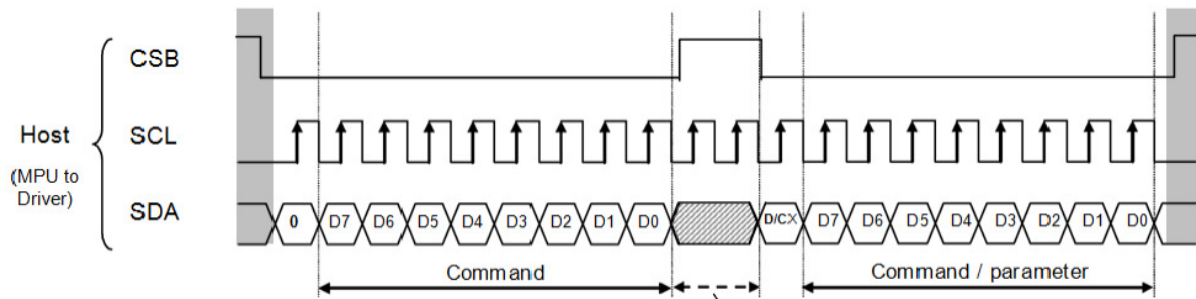 CSB
Host
SCL
(MPU to
Driver)
SDA
0 D7 D6 D5 D4 D3 D2 D1 D0 D/CX D7 D6 D5 D4 D3 D2 D1 D0
Command
Command / parameter